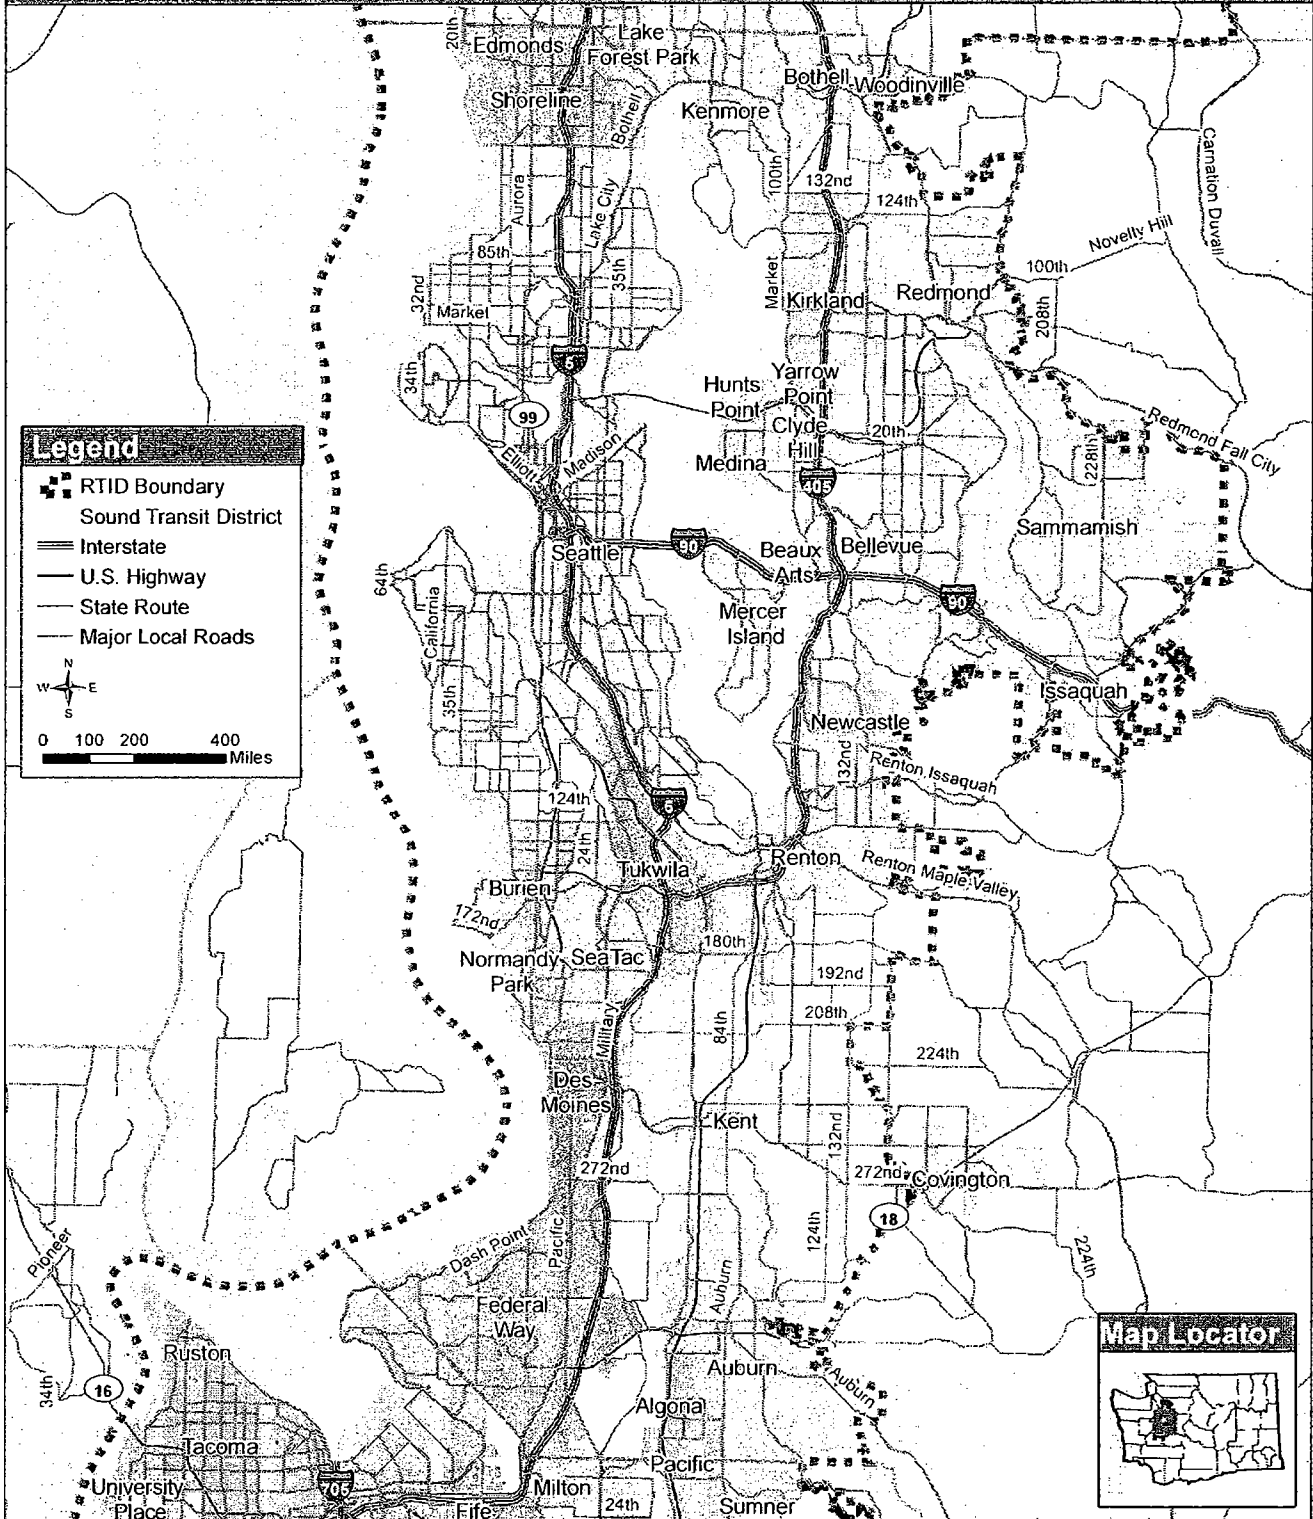 20th
Edmonds
Lake
Forest Park
Shoreline
Bothell
Kenmore
Bothell
Woodinville
Carnation Duvall
Aurora
Lake City
100th
132nd
124th
85th
35th
32nd
Market
Market
Kirkland
Redmond
Novelly Hill
100th
208th
34th
5
99
Hunts
Point
Yarrow
Point
Clyde
Hill
Medina
20th
Redmond Fall City
228th
Elliott
Madison
405
Sammamish
Legend
RTID Boundary
Sound Transit District
Interstate
U.S. Highway
State Route
Major Local Roads
N
W E
S
0 100 200 400
Miles
Seattle
90
Beaux
Arts
Bellevue
90
64th
California
35th
Mercer
Island
Issaquah
Newcastle
132nd
Renton Issaquah
124th
5
24th
Tukwila
Renton
Renton Maple Valley
Burien
172nd
Normandy
Park
SeaTac
180th
192nd
208th
84th
Military
224th
Des
Moines
Kent
132nd
272nd
272nd
Covington
18
124th
224th
Pioneer
Dash Point
Pacific
Auburn
Federal
Way
Ruston
34th
16
Auburn
Auburn
Algona
Tacoma
University
Place
705
Fife
Milton
24th
Pacific
Sumner
Map Locator